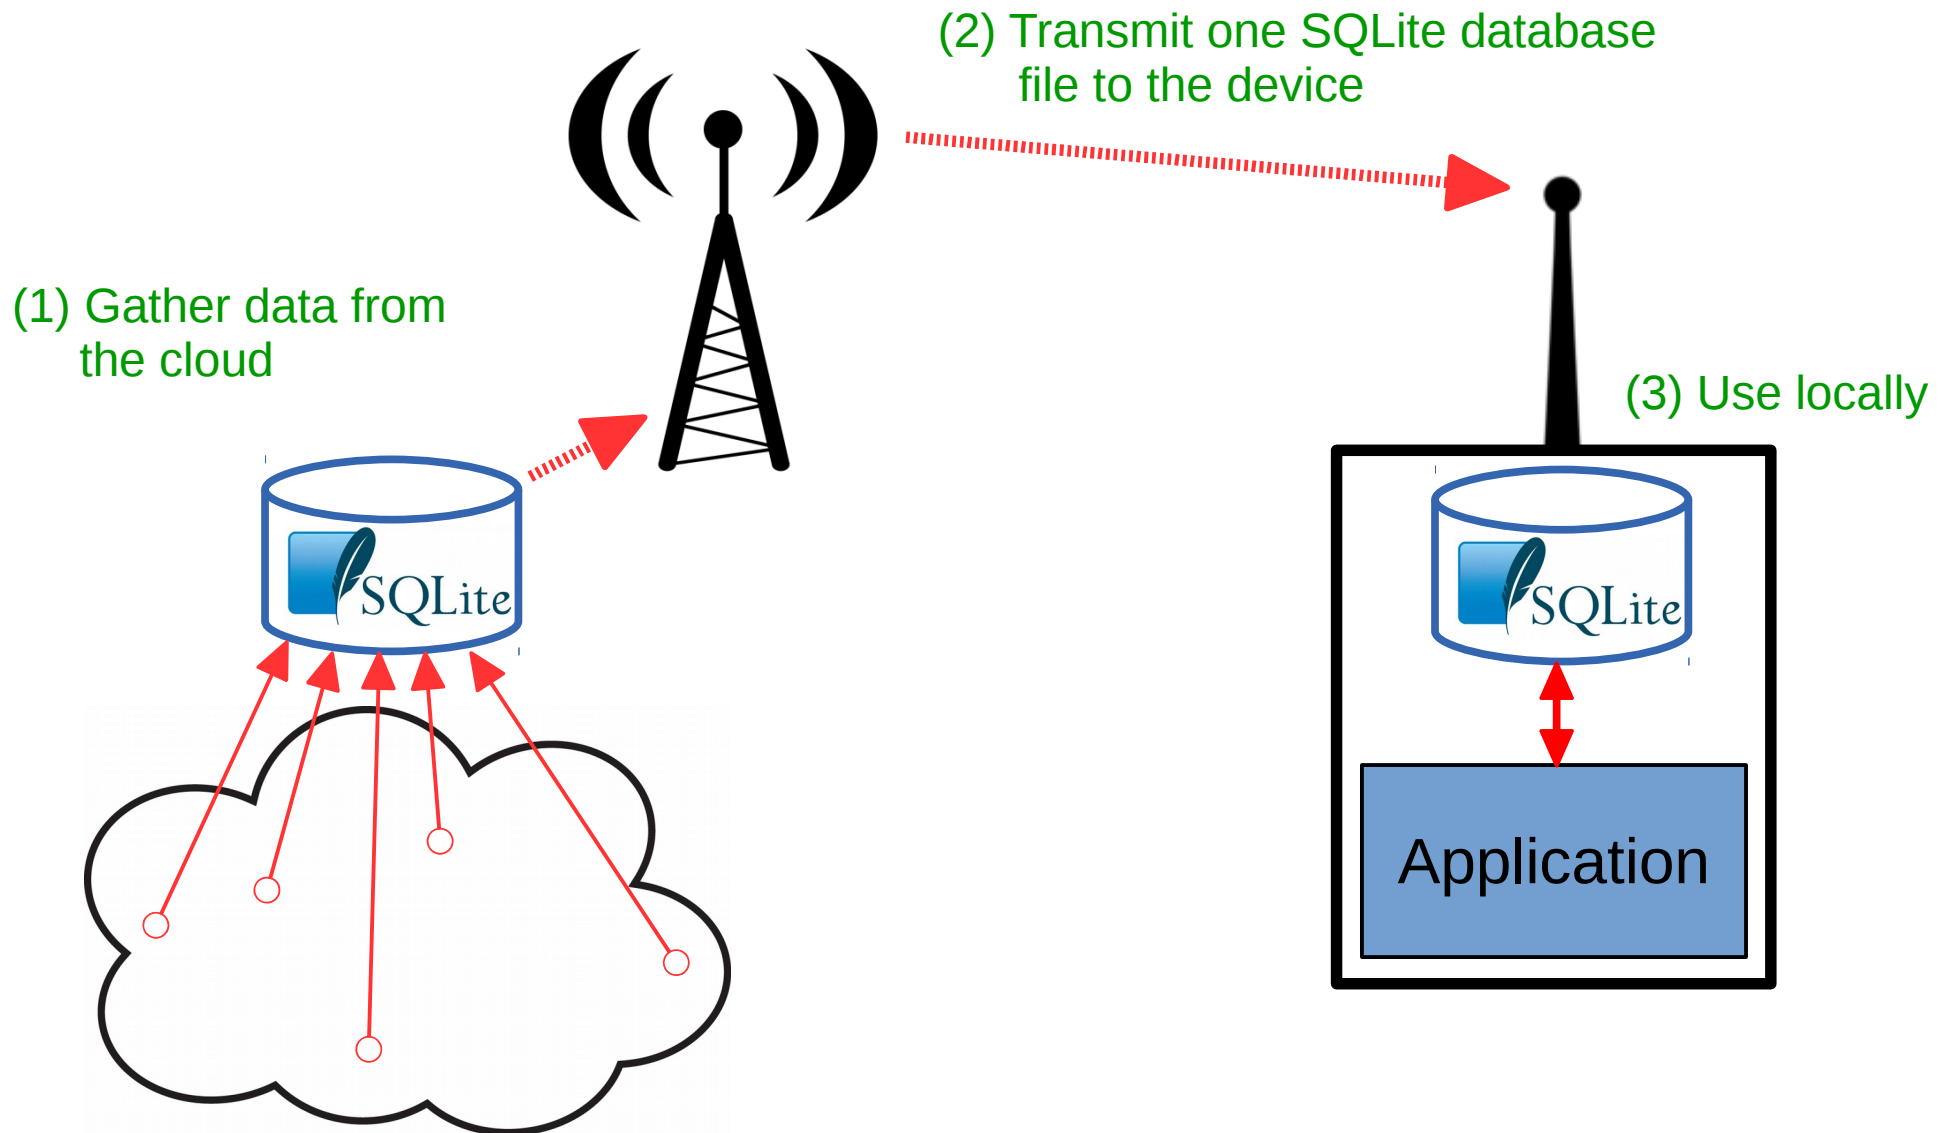 (2) Transmit one SQLite database
file to the device
(1) Gather data from
the cloud
(3) Use locally
SQLite
SQLite
Application